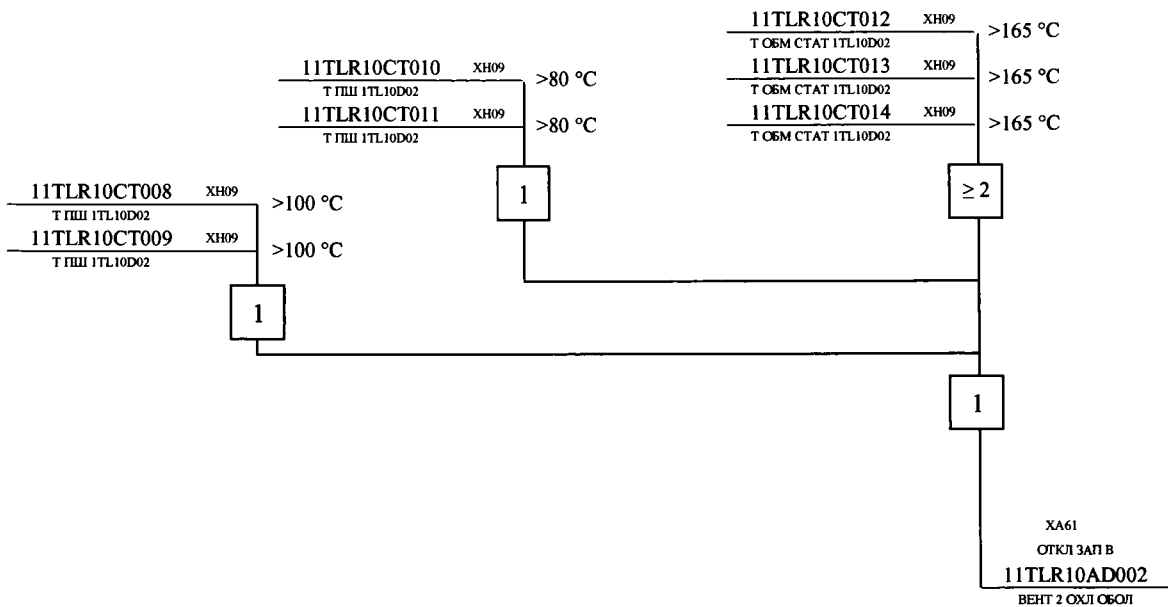 11TLR10CT012 XH09 >165 °C
Т ОБМ СТАТ 1TL10D02
11TLR10CT013 XH09 >165 °C
Т ОБМ СТАТ 1TL10D02
11TLR10CT014 XH09 >165 °C
Т ОБМ СТАТ 1TL10D02
≥ 2
11TLR10CT010 XH09 >80 °C
Т ПШ 1TL10D02
11TLR10CT011 XH09 >80 °C
Т ПШ 1TL10D02
1
11TLR10CT008 XH09 >100 °C
Т ПШ 1TL10D02
11TLR10CT009 XH09 >100 °C
Т ПШ 1TL10D02
1
1
XA61
ОТКЛ ЗАП В
11TLR10AD002
ВЕНТ 2 ОХЛ ОБОЛ